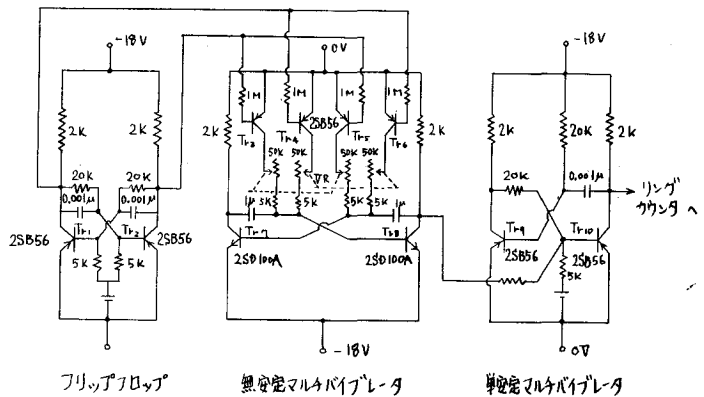 -18V
2K
2K
20K
20K
0.001μ
0.001μ
2SB56
Tr1
Tr2
2SB56
5K
5K
フリップフロップ
0V
1M
1M
1M
1M
2K
2K
Tr3
Tr4
2SB56
Tr5
Tr6
50K
50K
50K
50K
VR
1μ
5K
5K
5K
5K
1μ
Tr7
Tr8
2SD100A
2SD100A
-18V
無安定マルチバイブレータ
-18V
2K
20K
2K
20K
0.001μ
リング
カウンタへ
Tr9
Tr10
2SB56
2SB56
5K
0V
単安定マルチバイブレータ